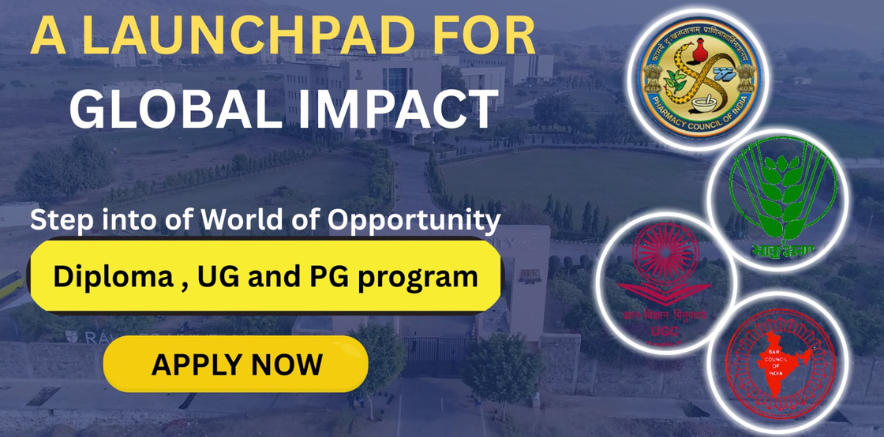 A LAUNCHPAD FOR
GLOBAL IMPACT
Step into of World of Opportunity
Diploma , UG and PG program
APPLY NOW
PHARMACY COUNCIL OF INDIA
UGC
BAR
COUNCIL
OF
INDIA